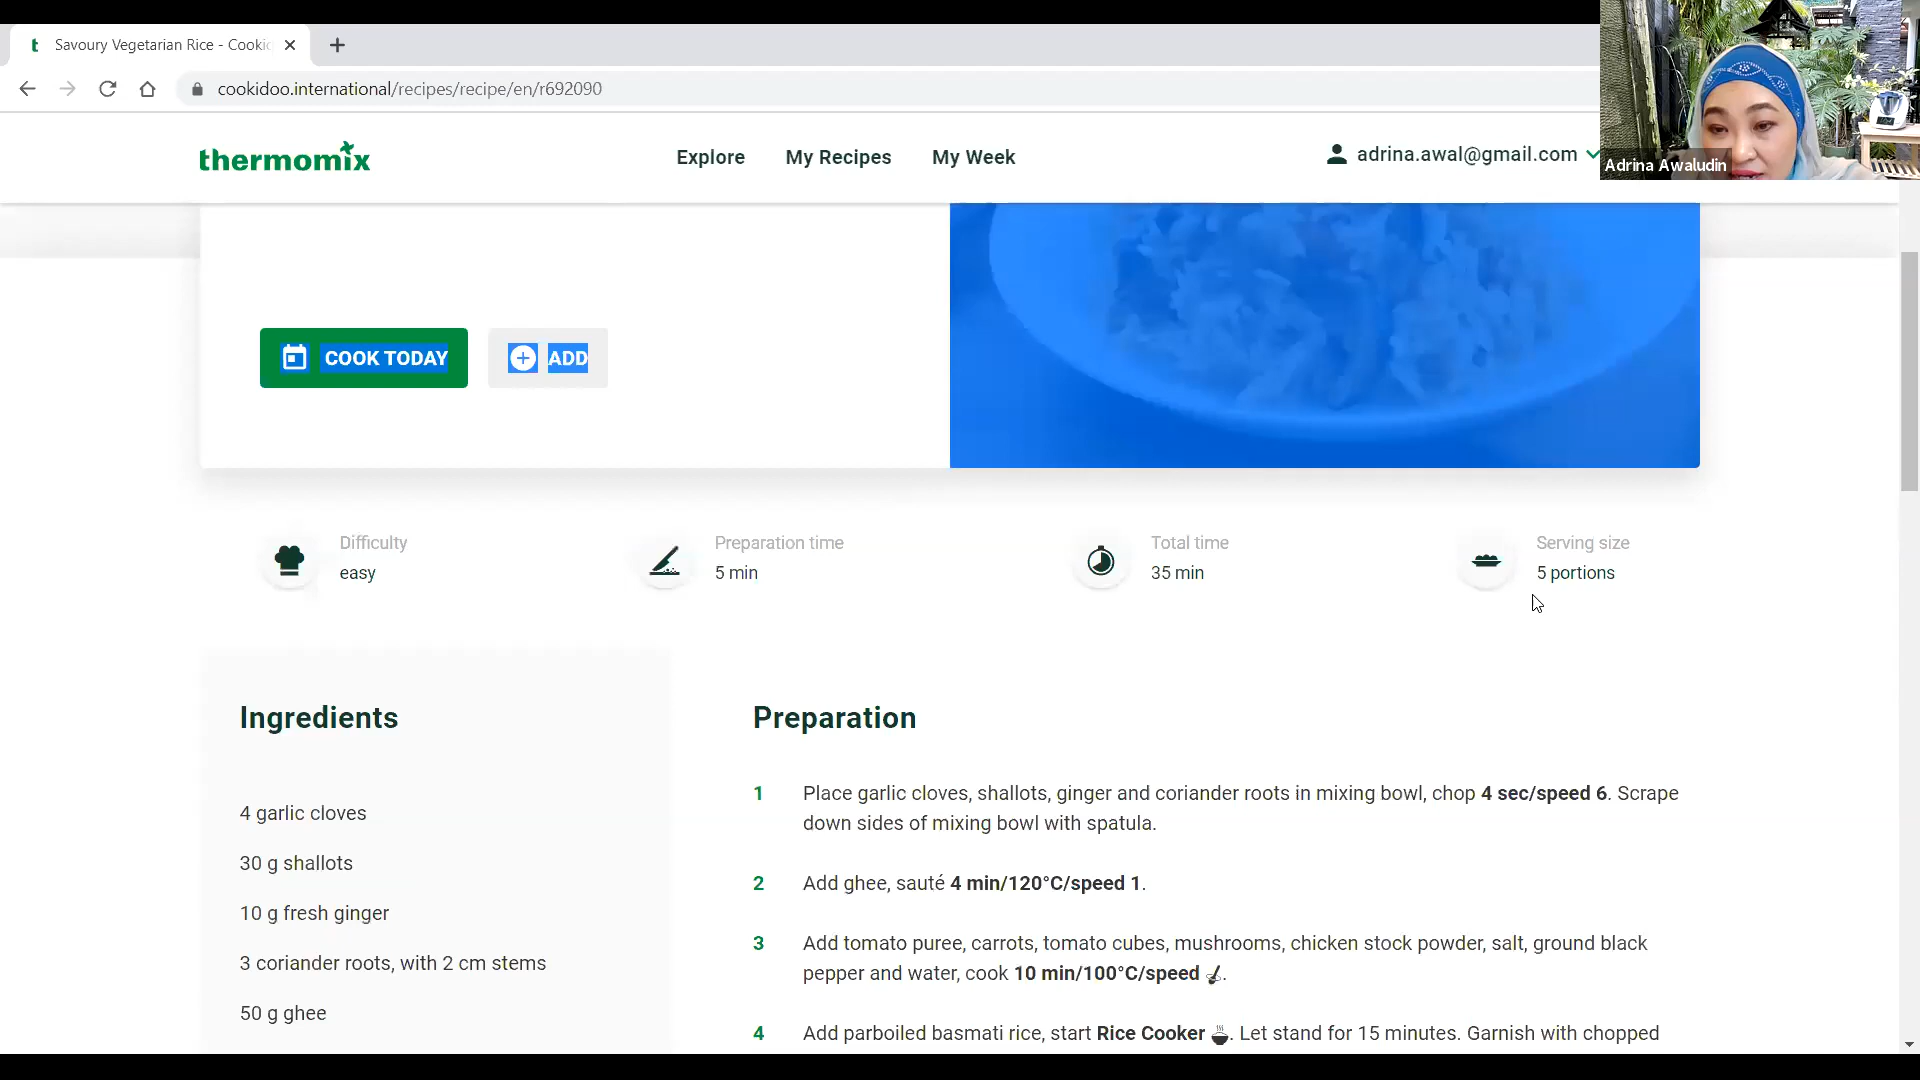 Savoury Vegetarian Rice - Cookid
cookidoo.international/recipes/recipe/en/r692090
thermomix
Explore
My Recipes
My Week
adrina.awal@gmail.com
Adrina Awaludin
COOK TODAY
ADD
Difficulty
easy
Preparation time
5 min
Total time
35 min
Serving size
5 portions
Ingredients
4 garlic cloves
30 g shallots
10 g fresh ginger
3 coriander roots, with 2 cm stems
50 g ghee
Preparation
1 Place garlic cloves, shallots, ginger and coriander roots in mixing bowl, chop 4 sec/speed 6. Scrape
down sides of mixing bowl with spatula.
2 Add ghee, sauté 4 min/120°C/speed 1.
3 Add tomato puree, carrots, tomato cubes, mushrooms, chicken stock powder, salt, ground black
pepper and water, cook 10 min/100°C/speed .
4 Add parboiled basmati rice, start Rice Cooker . Let stand for 15 minutes. Garnish with chopped